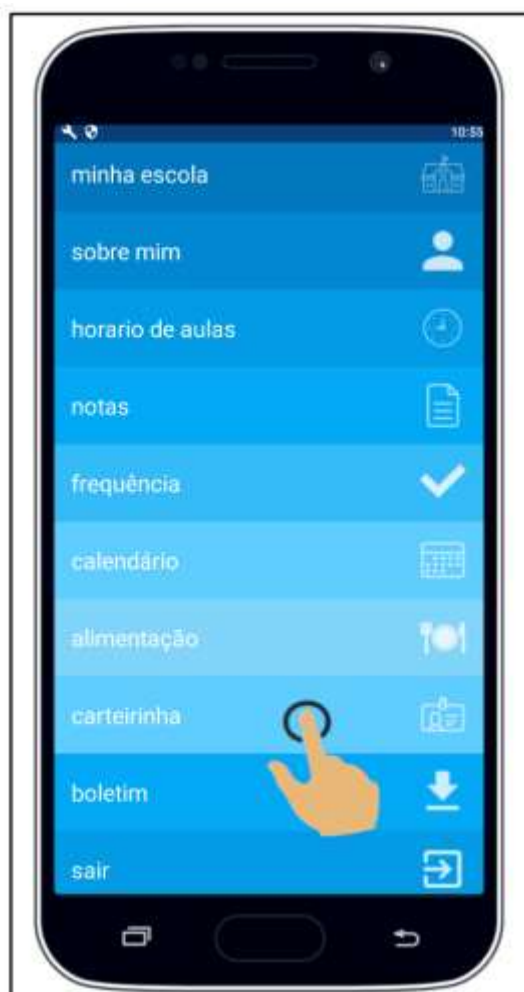 10:55
minha escola
sobre mim
horario de aulas
notas
frequência
calendário
alimentação
carteirinha
boletim
sair